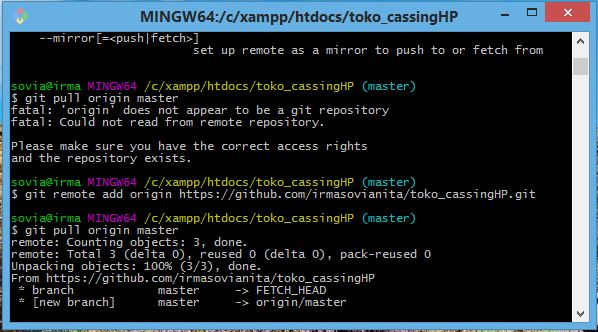 MINGW64:/c/xampp/htdocs/toko_cassingHP
--mirror[=<push|fetch>]
set up remote as a mirror to push to or fetch from
sovia@irma MINGW64 /c/xampp/htdocs/toko_cassingHP (master)
$ git pull origin master
fatal: 'origin' does not appear to be a git repository
fatal: Could not read from remote repository.
Please make sure you have the correct access rights
and the repository exists.
sovia@irma MINGW64 /c/xampp/htdocs/toko_cassingHP (master)
$ git remote add origin https://github.com/irmasovianita/toko_cassingHP.git
sovia@irma MINGW64 /c/xampp/htdocs/toko_cassingHP (master)
$ git pull origin master
remote: Counting objects: 3, done.
remote: Total 3 (delta 0), reused 0 (delta 0), pack-reused 0
Unpacking objects: 100% (3/3), done.
From https://github.com/irmasovianita/toko_cassingHP
* branch master -> FETCH_HEAD
* [new branch] master -> origin/master